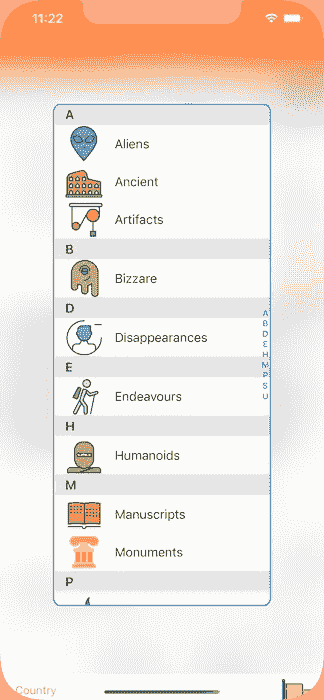 11:22
A
Aliens
Ancient
Artifacts
B
Bizzare
D
Disappearances
E
Endeavours
H
Humanoids
M
Manuscripts
Monuments
P
A
B
D
E
H
M
P
S
U
Country